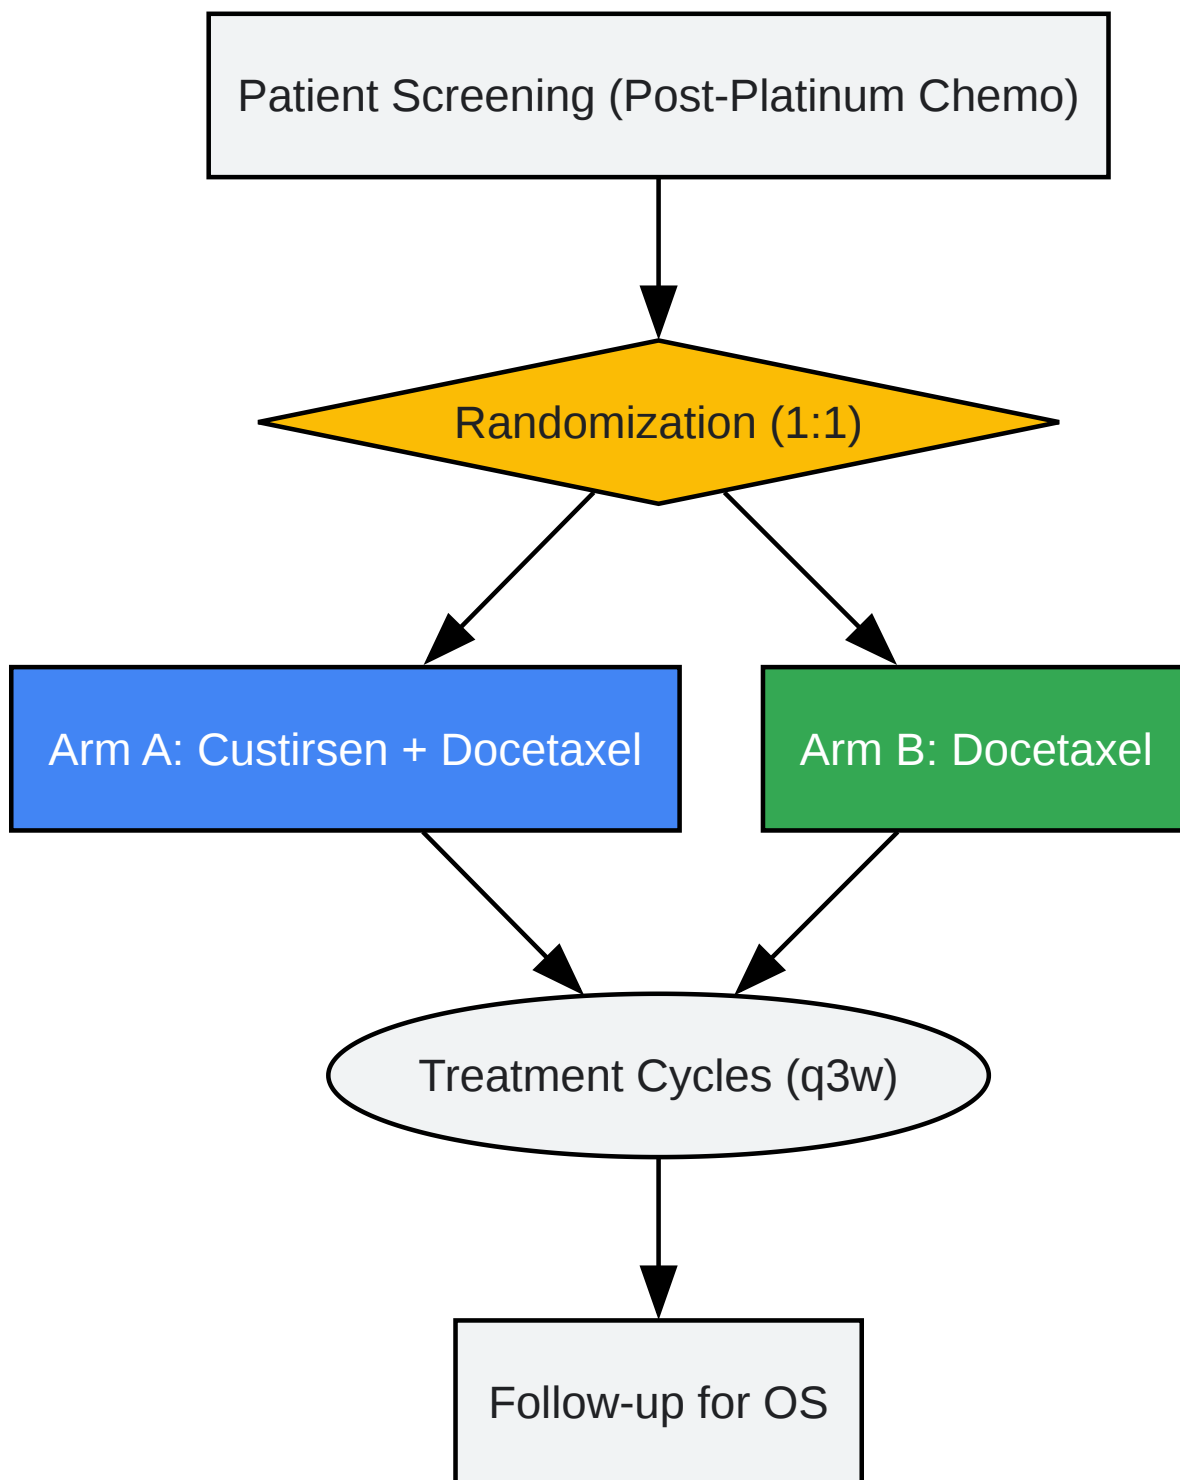 Patient Screening (Post-Platinum Chemo)
Randomization (1:1)
Arm A: Custirsen + Docetaxel
Arm B: Docetaxel
Treatment Cycles (q3w)
Follow-up for OS